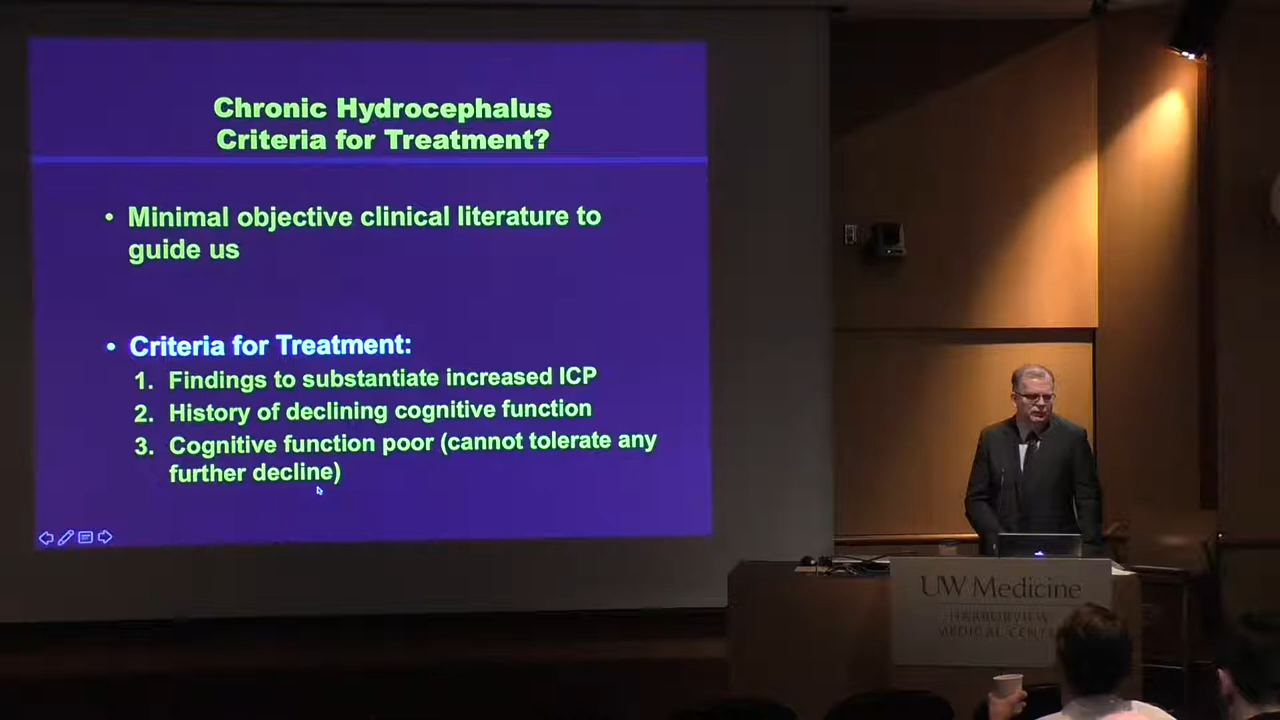 Chronic Hydrocephalus
Criteria for Treatment?
• Minimal objective clinical literature to
guide us
• Criteria for Treatment:
1. Findings to substantiate increased ICP
2. History of declining cognitive function
3. Cognitive function poor (cannot tolerate any
further decline)
UW Medicine
HARBORVIEW
MEDICAL CENTE